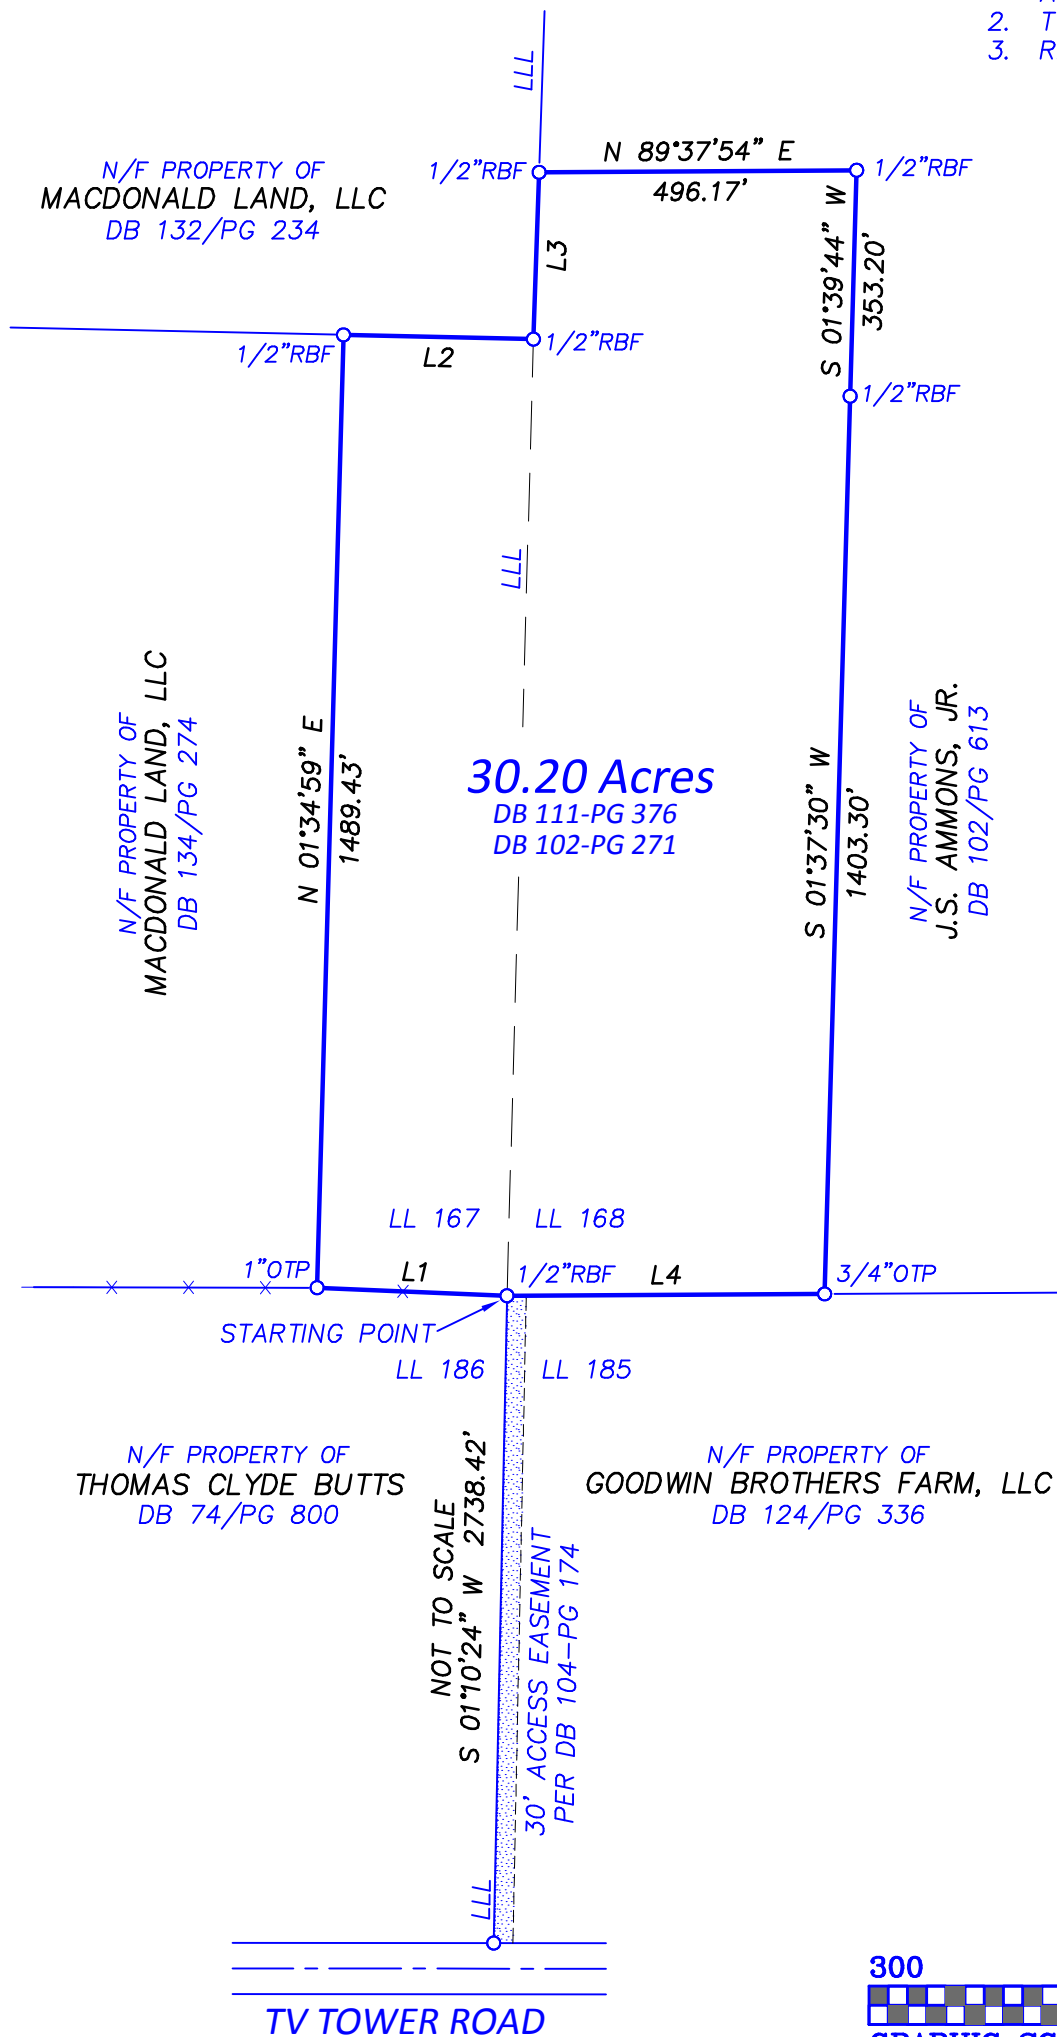 2. T
3. R
LLL
N/F PROPERTY OF
MACDONALD LAND, LLC
DB 132/PG 234
1/2"RBF
N 89°37'54" E
496.17'
1/2"RBF
L3
S 01°39'44" W
353.20'
1/2"RBF
L2
1/2"RBF
1/2"RBF
LLL
N/F PROPERTY OF
MACDONALD LAND, LLC
DB 134/PG 274
N 01°34'59" E
1489.43'
30.20 Acres
DB 111-PG 376
DB 102-PG 271
S 01°37'30" W
1403.30'
N/F PROPERTY OF
J.S. AMMONS, JR.
DB 102/PG 613
LL 167
LL 168
1"OTP
L1
1/2"RBF
L4
3/4"OTP
STARTING POINT
LL 186
LL 185
N/F PROPERTY OF
THOMAS CLYDE BUTTS
DB 74/PG 800
N/F PROPERTY OF
GOODWIN BROTHERS FARM, LLC
DB 124/PG 336
NOT TO SCALE
S 01°10'24" W 2738.42'
30' ACCESS EASEMENT
PER DB 104-PG 174
LLL
TV TOWER ROAD
300